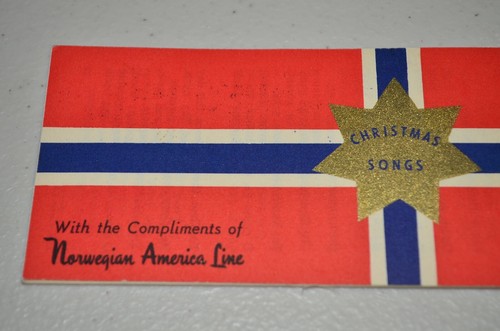 CHRISTMAS
SONGS
With the Compliments of
Norwegian America Line